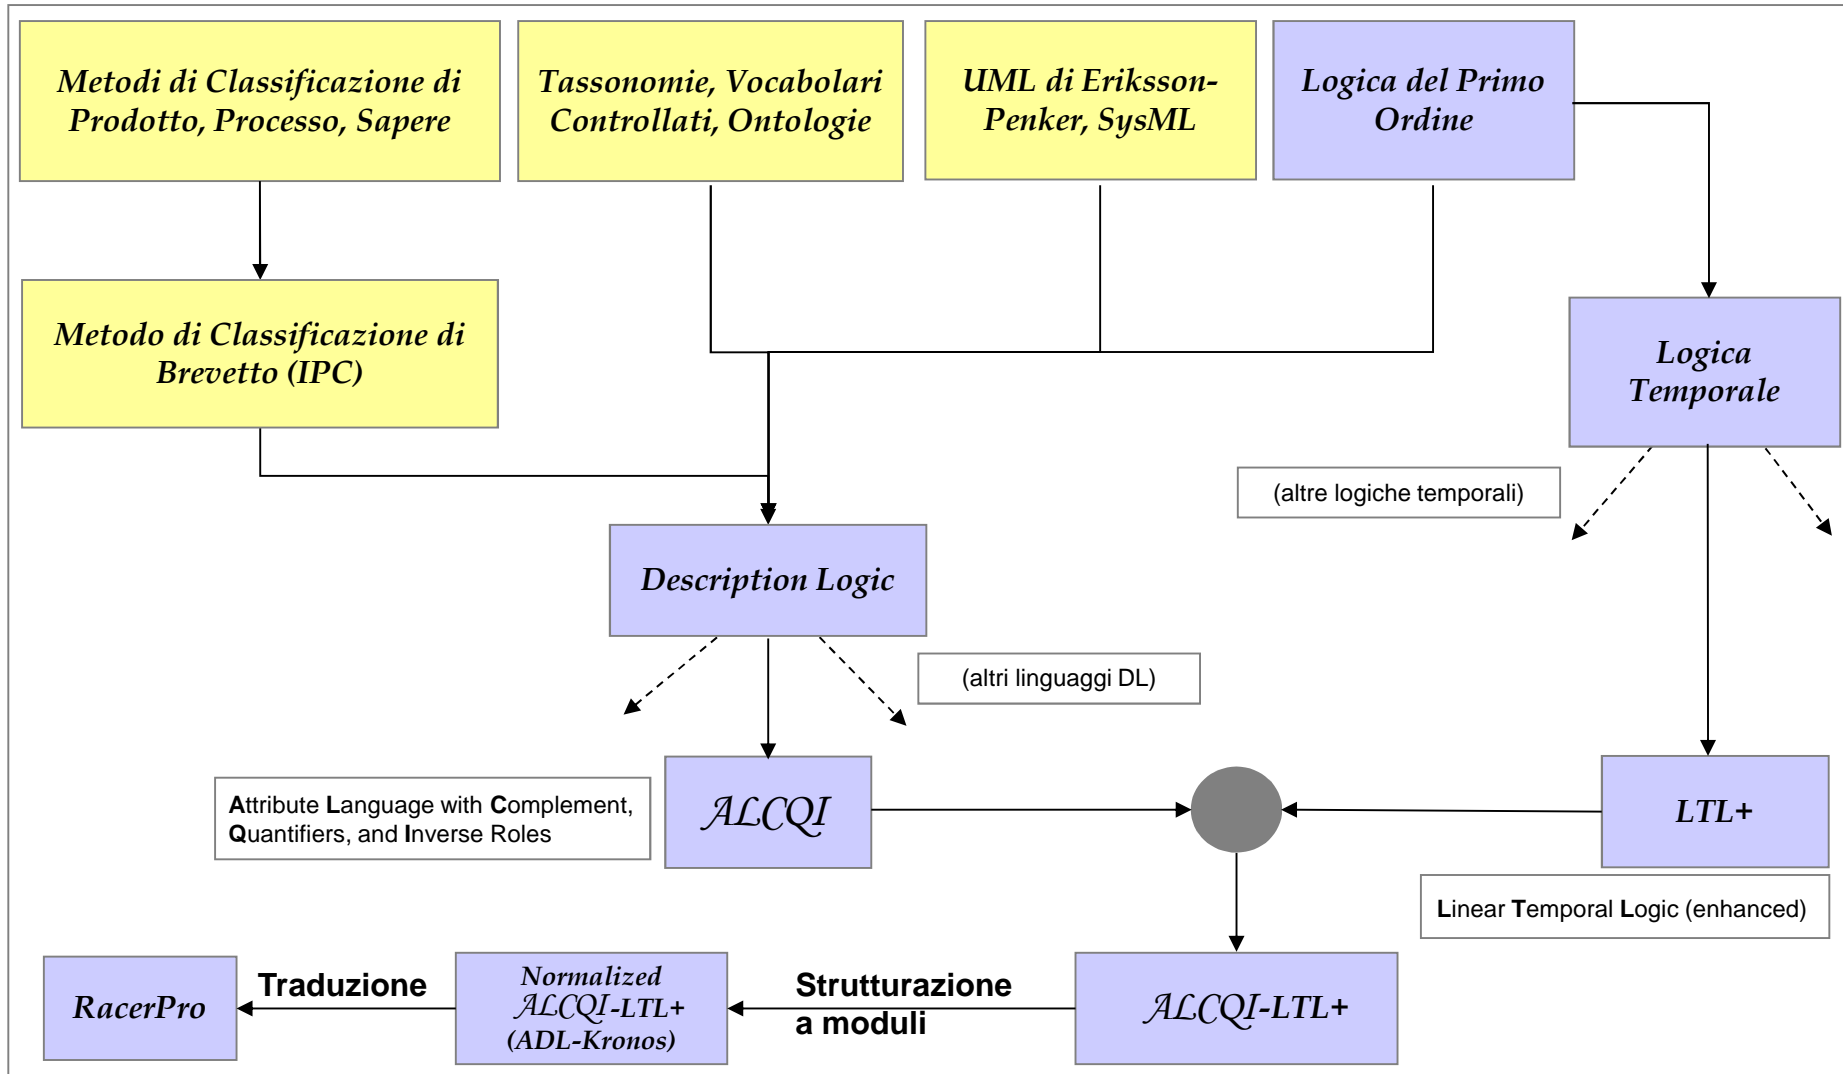 Metodi di Classificazione di
Prodotto, Processo, Sapere
Tassonomie, Vocabolari
Controllati, Ontologie
UML di Eriksson-
Penker, SysML
Logica del Primo
Ordine
Metodo di Classificazione di
Brevetto (IPC)
Logica
Temporale
(altre logiche temporali)
Description Logic
(altri linguaggi DL)
Attribute Language with Complement,
Quantifiers, and Inverse Roles
ALCQI
LTL+
Linear Temporal Logic (enhanced)
RacerPro
Traduzione
Normalized
ALCQI-LTL+
(ADL-Kronos)
Strutturazione
a moduli
ALCQI-LTL+